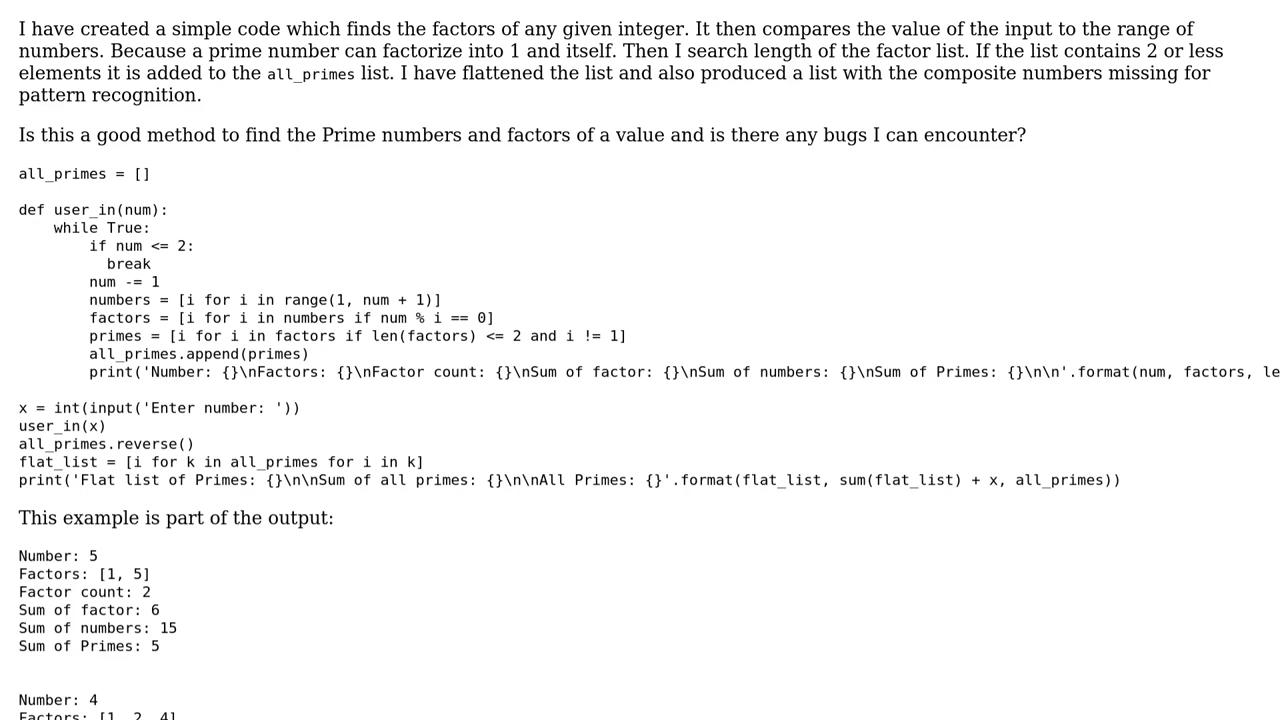 I have created a simple code which finds the factors of any given integer. It then compares the value of the input to the range of
numbers. Because a prime number can factorize into 1 and itself. Then I search length of the factor list. If the list contains 2 or less
elements it is added to the all_primes list. I have flattened the list and also produced a list with the composite numbers missing for
pattern recognition.
Is this a good method to find the Prime numbers and factors of a value and is there any bugs I can encounter?
all_primes = []
def user_in(num):
    while True:
        if num <= 2:
          break
        num -= 1
        numbers = [i for i in range(1, num + 1)]
        factors = [i for i in numbers if num % i == 0]
        primes = [i for i in factors if len(factors) <= 2 and i != 1]
        all_primes.append(primes)
        print('Number: {}\nFactors: {}\nFactor count: {}\nSum of factor: {}\nSum of numbers: {}\nSum of Primes: {}\n\n'.format(num, factors, le
x = int(input('Enter number: '))
user_in(x)
all_primes.reverse()
flat_list = [i for k in all_primes for i in k]
print('Flat list of Primes: {}\n\nSum of all primes: {}\n\nAll Primes: {}'.format(flat_list, sum(flat_list) + x, all_primes))
This example is part of the output:
Number: 5
Factors: [1, 5]
Factor count: 2
Sum of factor: 6
Sum of numbers: 15
Sum of Primes: 5
Number: 4
Factors: [1, 2, 4]